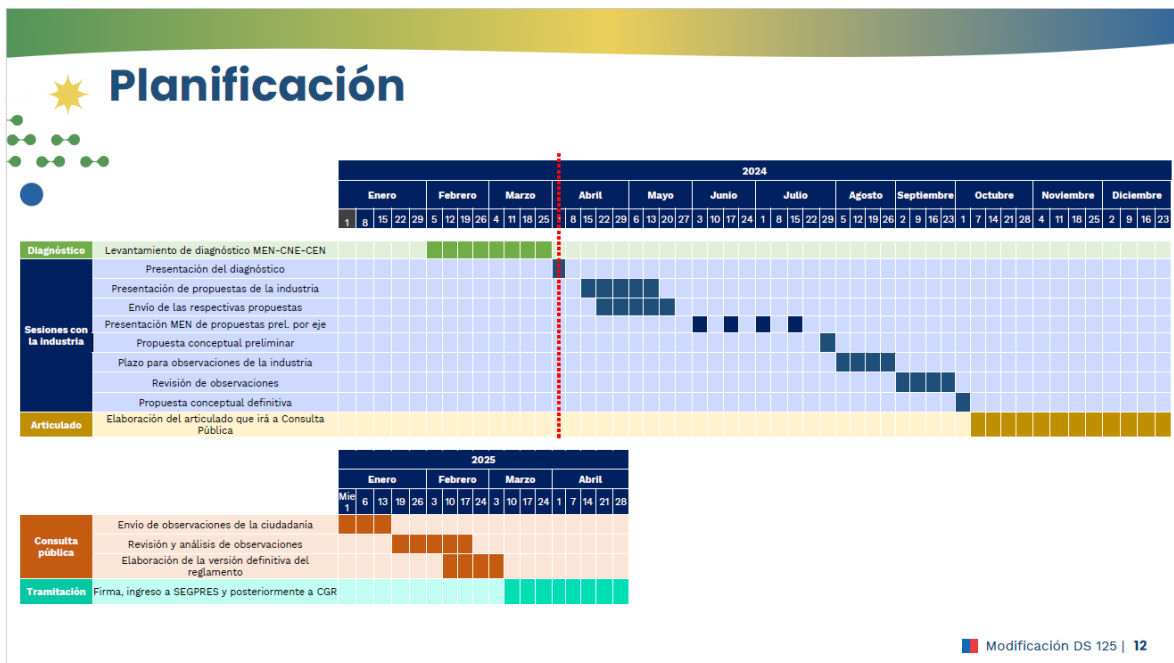 Planificación
2024
Enero Febrero Marzo Abril Mayo Junio Julio Agosto Septiembre Octubre Noviembre Diciembre
1 8 15 22 29 5 12 19 26 4 11 18 25 8 15 22 29 6 13 20 27 3 10 17 24 1 8 15 22 29 5 12 19 26 2 9 16 23 1 7 14 21 28 4 11 18 25 2 9 16 23
Diagnóstico Levantamiento de diagnóstico MEN-CNE-CEN
Sesiones con
la industria
Presentación del diagnóstico
Presentación de propuestas de la industria
Envío de las respectivas propuestas
Presentación MEN de propuestas prel. por eje
Propuesta conceptual preliminar
Plazo para observaciones de la industria
Revisión de observaciones
Propuesta conceptual definitiva
Articulado
Elaboración del articulado que irá a Consulta
Pública
2025
Enero Febrero Marzo Abril
Mie
1 6 13 19 26 3 10 17 24 3 10 17 24 1 7 14 21 28
Consulta
pública
Envío de observaciones de la ciudadanía
Revisión y análisis de observaciones
Elaboración de la versión definitiva del
reglamento
Tramitación Firma, ingreso a SEGPRES y posteriormente a CGR
Modificación DS 125 | 12